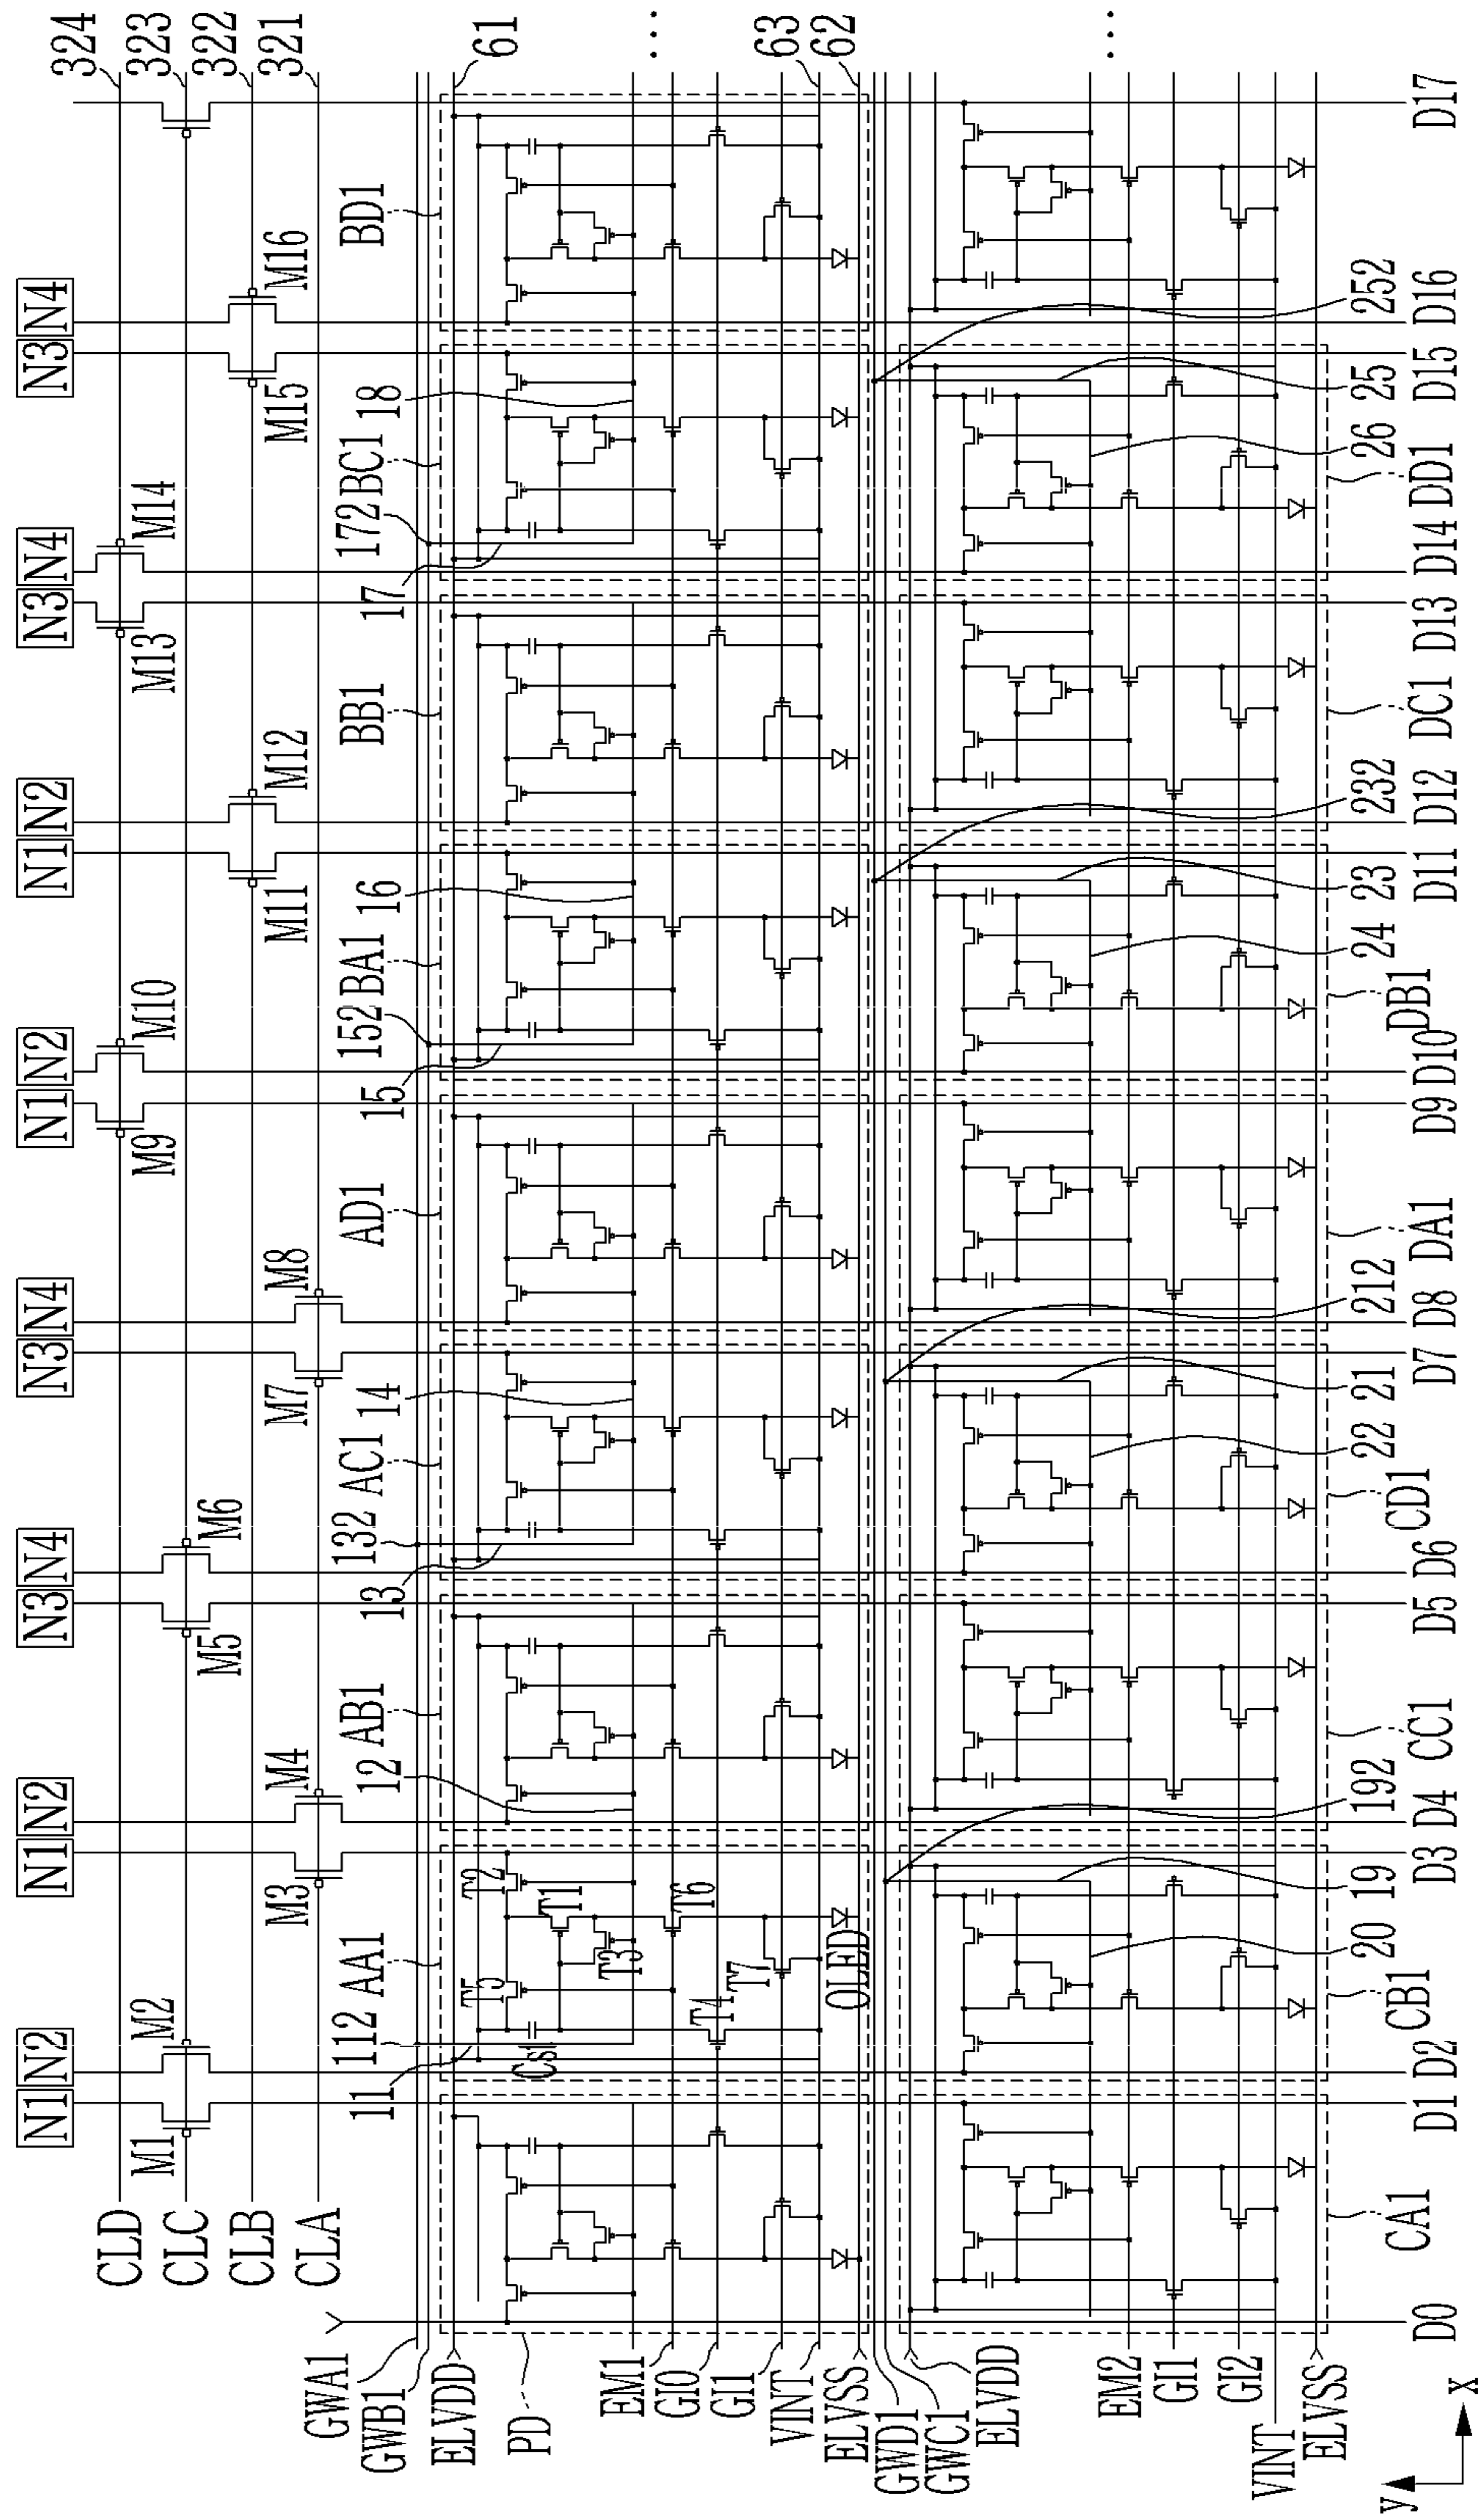 324
323
322
321
61
...
63
62
...
N1 N2 N1 N2 N3 N4 N3 N4 N1 N2 N1 N2 N3 N4 N3 N4
CLD
M9 M10 M13 M14
CLC
M1 M2 M5 M6
CLB
M11 M12 M15 M16
CLA
M3 M4 M7 M8
GWA1
GWB1
11 112 AA1 12 AB1 13 132 AC1 14 AD1 15 152 BA1 16 BB1 17 172 BC1 18 BD1
ELVDD
PD
Cs1
T5
T2
T1
T3
T6
T4
T7
OLED
EM1
GI0
GI1
VINT
ELVSS
GWD1
GWC1
ELVDD
EM2
GI1
GI2
VINT
ELVSS
20 19 192 22 21 212 24 23 232 26 25 252
CA1 CB1 CC1 CD1 DA1 DB1 DC1 DD1
D0 D1 D2 D3 D4 D5 D6 D7 D8 D9 D10 D11 D12 D13 D14 D15 D16 D17
y
x